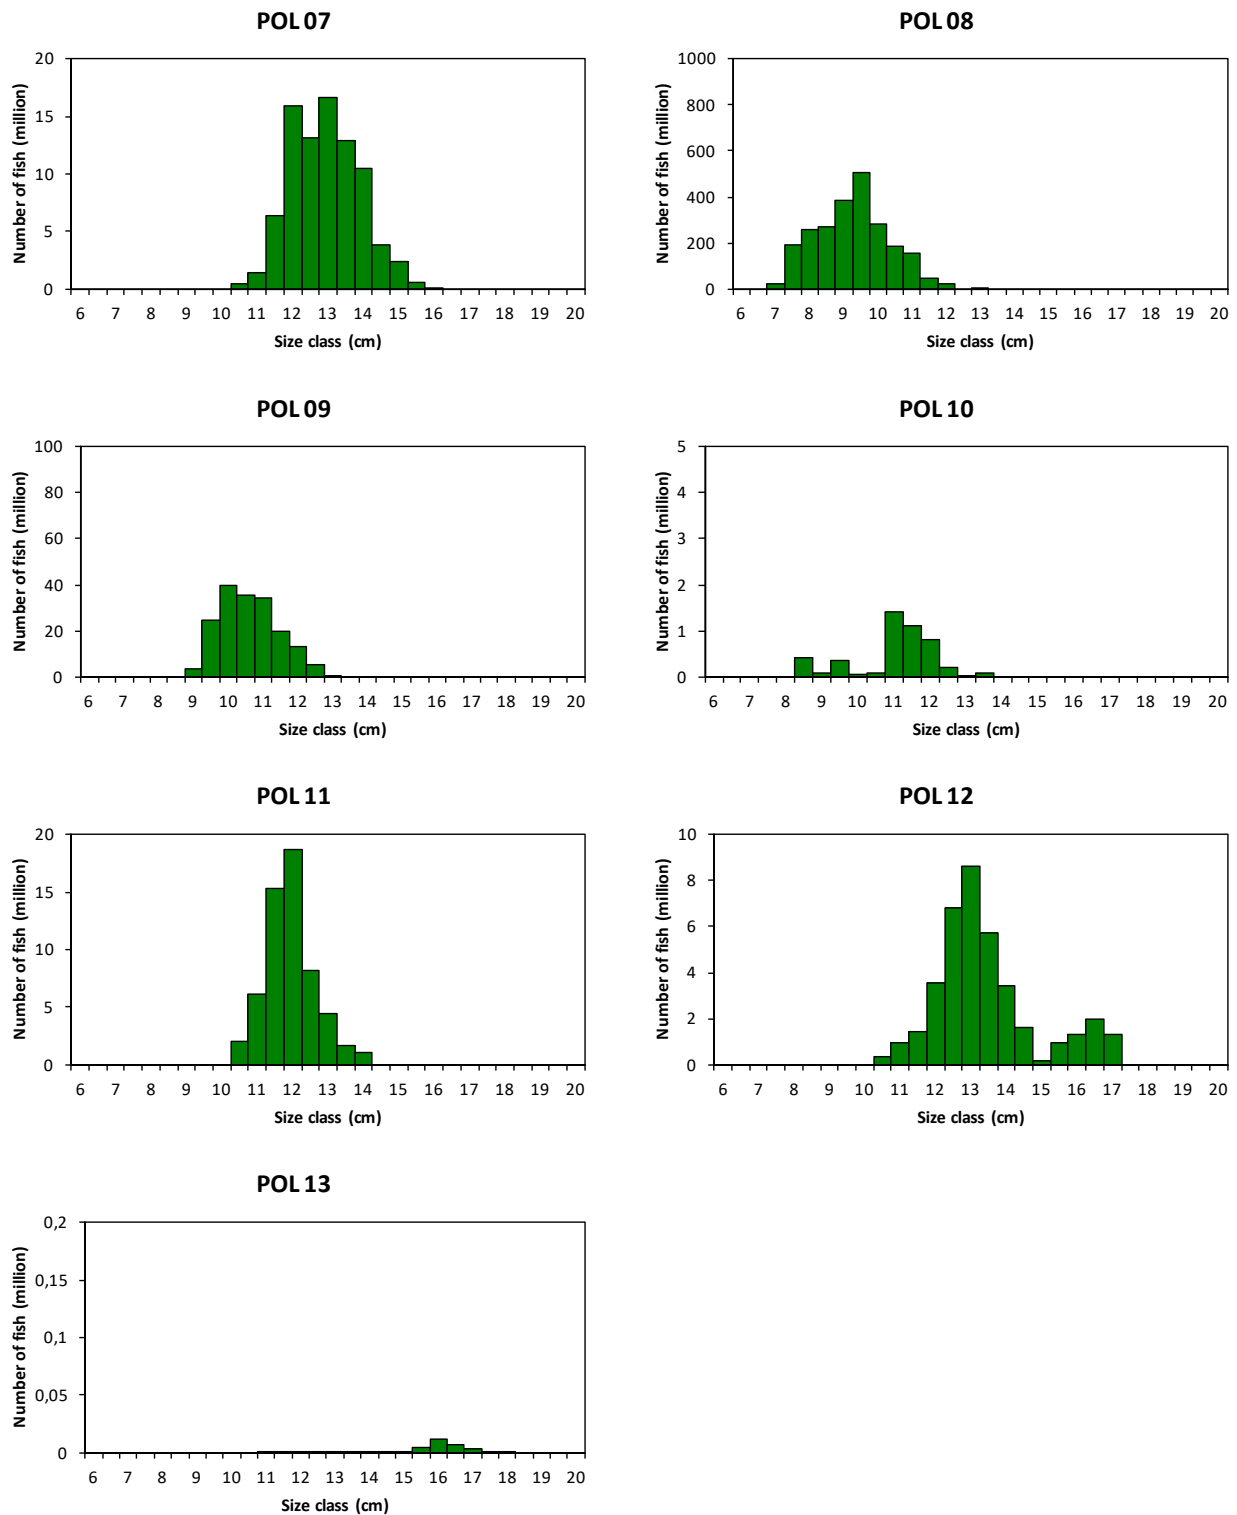 POL 07
Number of fish (million)
20
15
10
5
0
6 7 8 9 10 11 12 13 14 15 16 17 18 19 20
Size class (cm)
POL 08
Number of fish (million)
1000
800
600
400
200
0
6 7 8 9 10 11 12 13 14 15 16 17 18 19 20
Size class (cm)
POL 09
Number of fish (million)
100
80
60
40
20
0
6 7 8 9 10 11 12 13 14 15 16 17 18 19 20
Size class (cm)
POL 10
Number of fish (million)
5
4
3
2
1
0
6 7 8 9 10 11 12 13 14 15 16 17 18 19 20
Size class (cm)
POL 11
Number of fish (million)
20
15
10
5
0
6 7 8 9 10 11 12 13 14 15 16 17 18 19 20
Size class (cm)
POL 12
Number of fish (million)
10
8
6
4
2
0
6 7 8 9 10 11 12 13 14 15 16 17 18 19 20
Size class (cm)
POL 13
Number of fish (million)
0,2
0,15
0,1
0,05
0
6 7 8 9 10 11 12 13 14 15 16 17 18 19 20
Size class (cm)